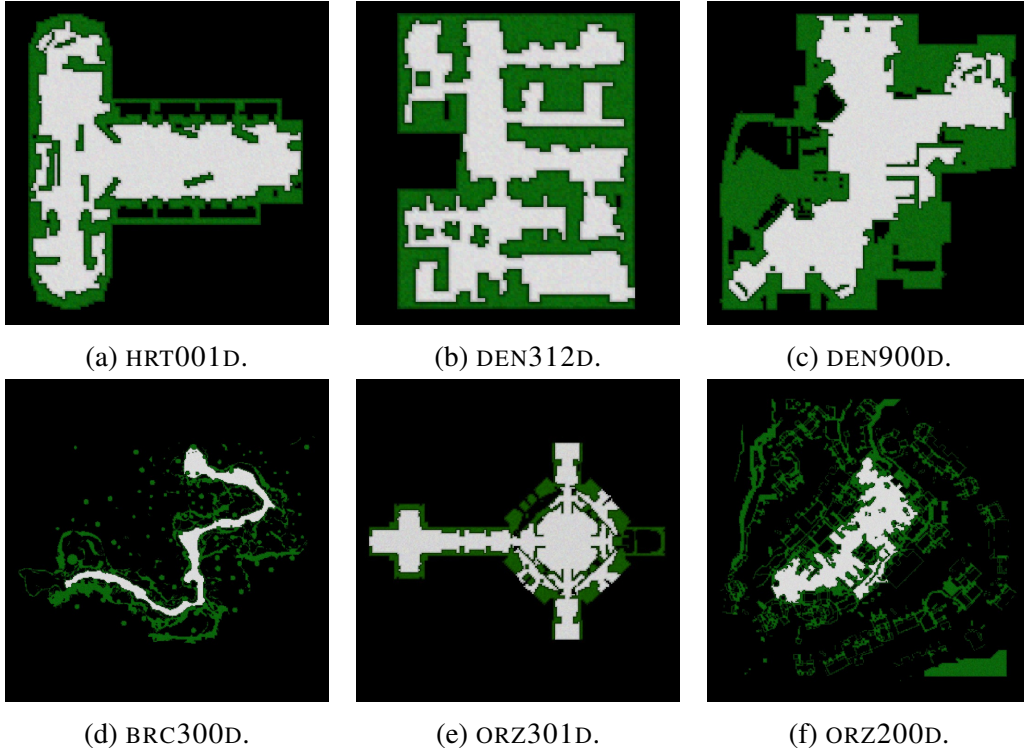 (a) HRT001D.
(b) DEN312D.
(c) DEN900D.
(d) BRC300D.
(e) ORZ301D.
(f) ORZ200D.